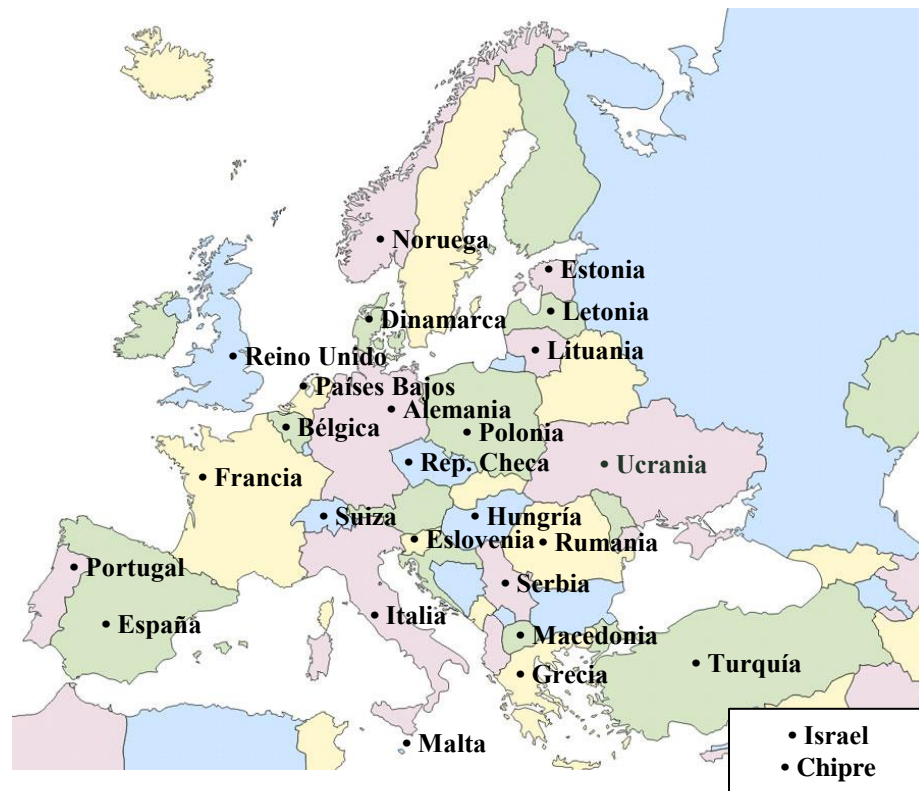 • Noruega
• Estonia
• Letonia
• Dinamarca
• Lituania
• Reino Unido
• Países Bajos
• Alemania
• Bélgica
• Polonia
• Rep. Checa
• Ucrania
• Francia
• Suiza
• Hungría
• Eslovenia
• Rumania
• Portugal
• Serbia
• Italia
• España
• Macedonia
• Turquía
• Grecia
• Malta
• Israel
• Chipre